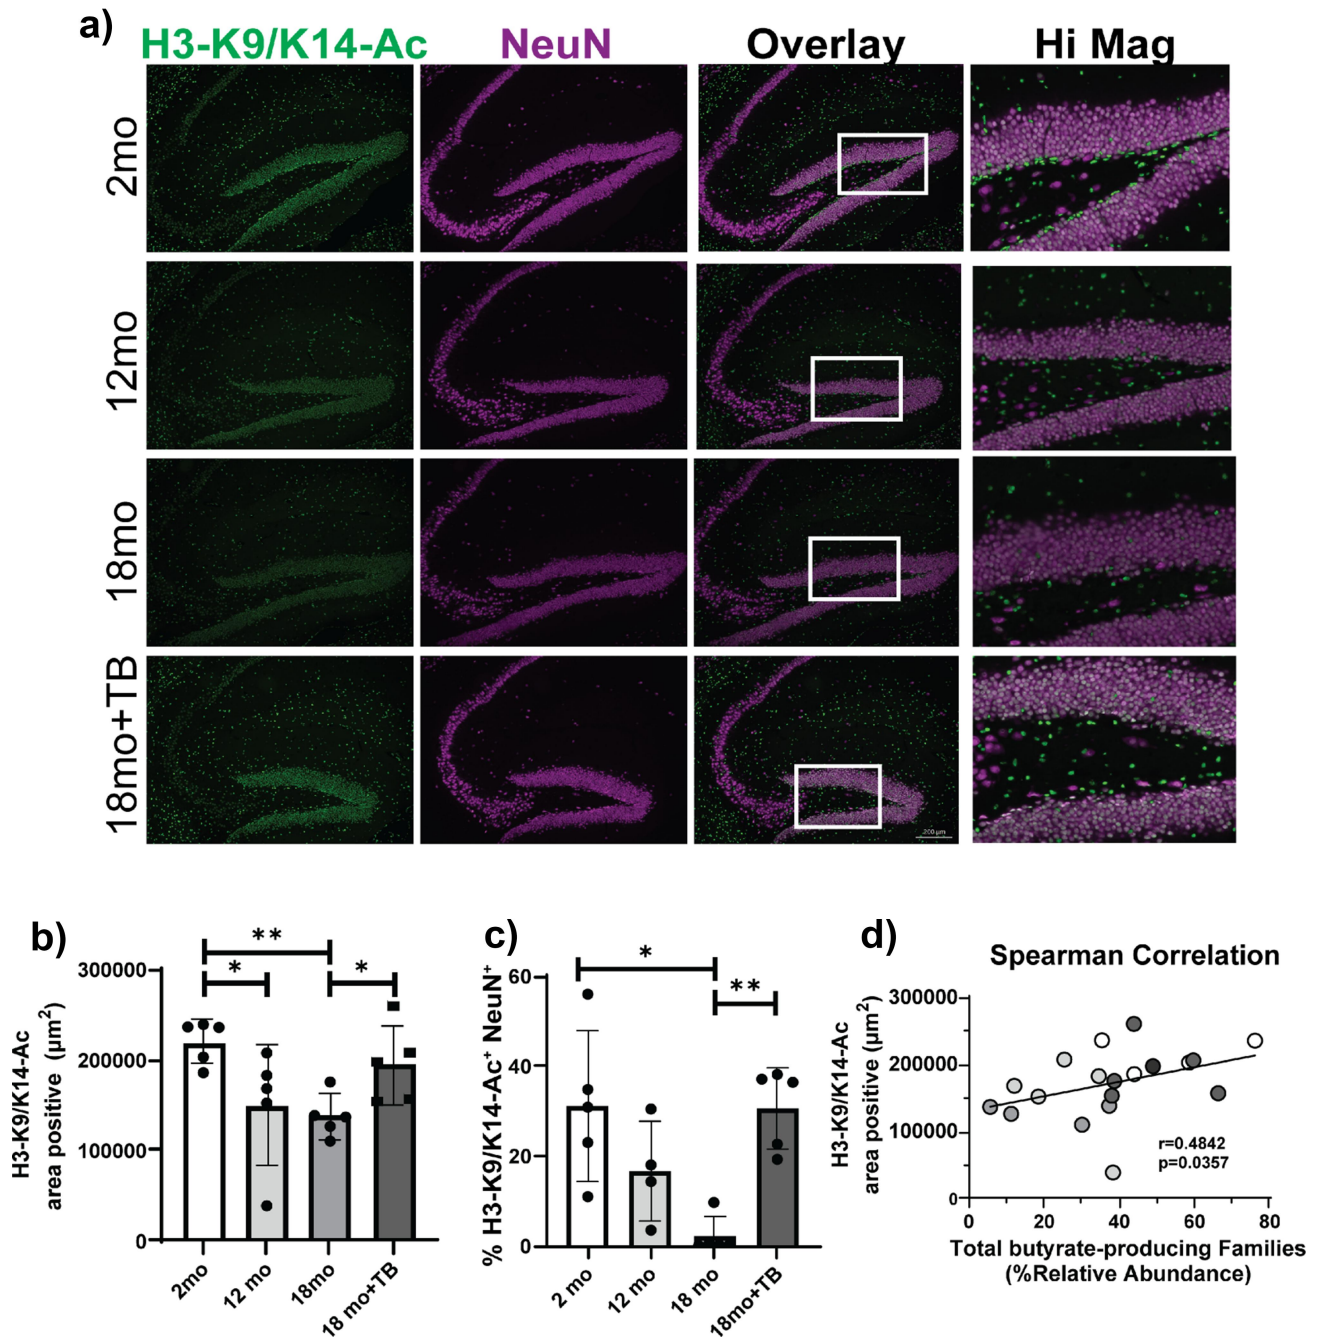 a)
H3-K9/K14-Ac NeuN Overlay Hi Mag
2mo
12mo
18mo
18mo+TB
200 µm
b)
H3-K9/K14-Ac
area positive (µm²)
300000
200000
100000
0
** 
* *
2mo 12 mo 18mo 18 mo+TB
c)
% H3-K9/K14-Ac⁺ NeuN⁺
60
40
20
0
*
**
2 mo 12 mo 18 mo 18mo+TB
d)
Spearman Correlation
H3-K9/K14-Ac
area positive (µm²)
300000
200000
100000
0
r=0.4842
p=0.0357
0 20 40 60 80
Total butyrate-producing Families
(%Relative Abundance)